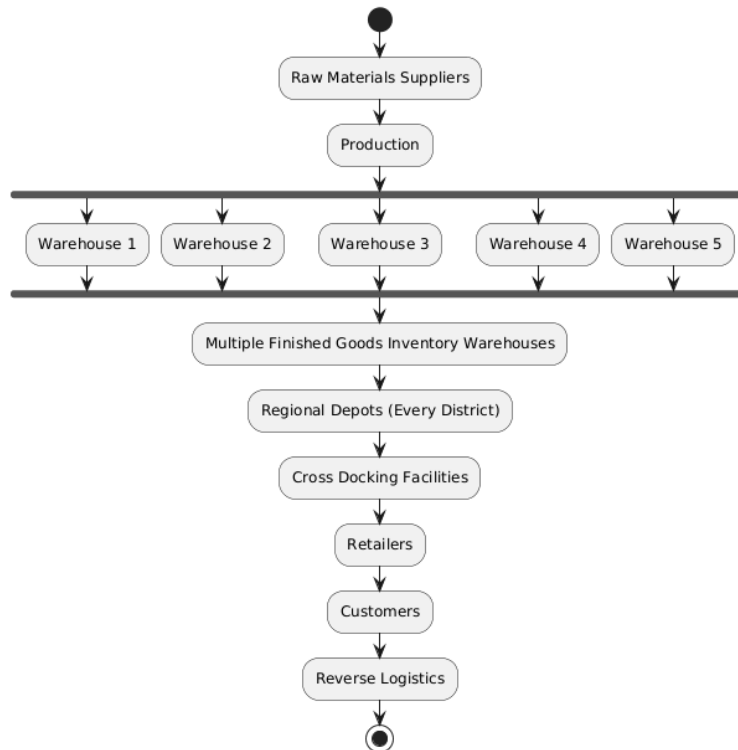 Raw Materials Suppliers
Production
Warehouse 1
Warehouse 2
Warehouse 3
Warehouse 4
Warehouse 5
Multiple Finished Goods Inventory Warehouses
Regional Depots (Every District)
Cross Docking Facilities
Retailers
Customers
Reverse Logistics